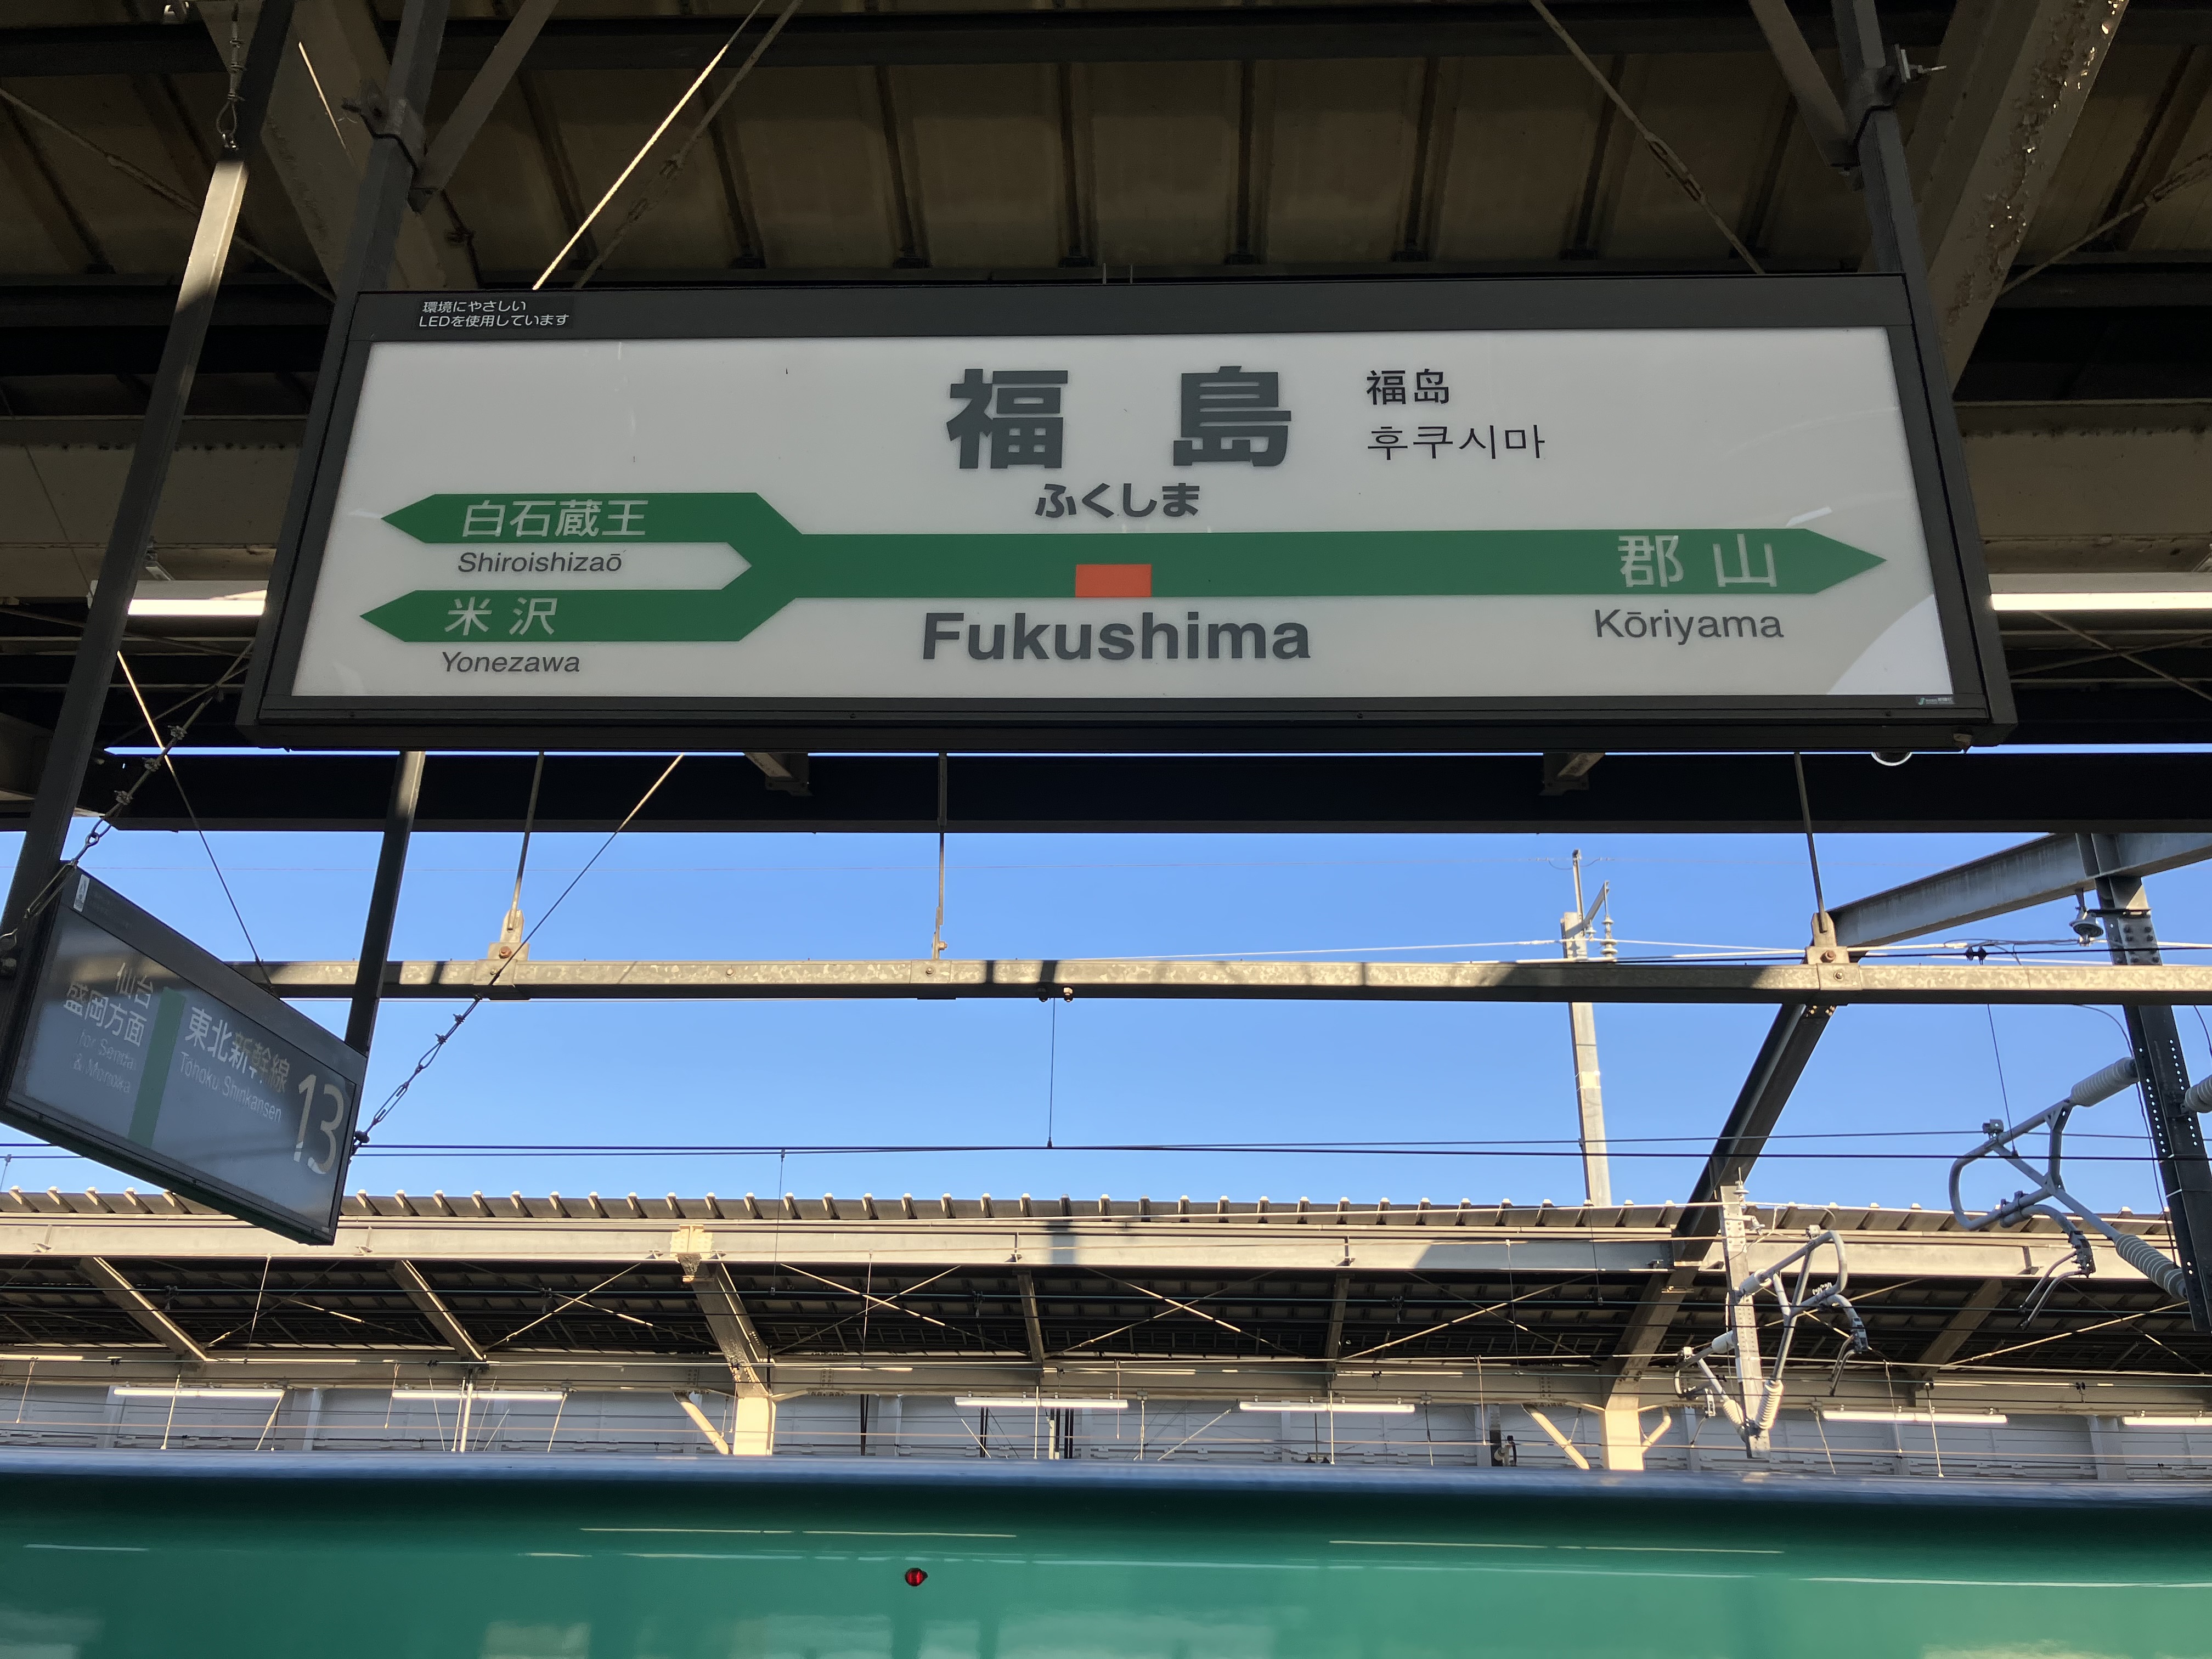 環境にやさしい
LEDを使用しています
福島
福岛
후쿠시마
ふくしま
白石蔵王
Shiroishizaō
米沢
Yonezawa
Fukushima
郡山
Kōriyama
仙台
盛岡方面
for Sendai
& Morioka
東北新幹線
Tōhoku Shinkansen
13